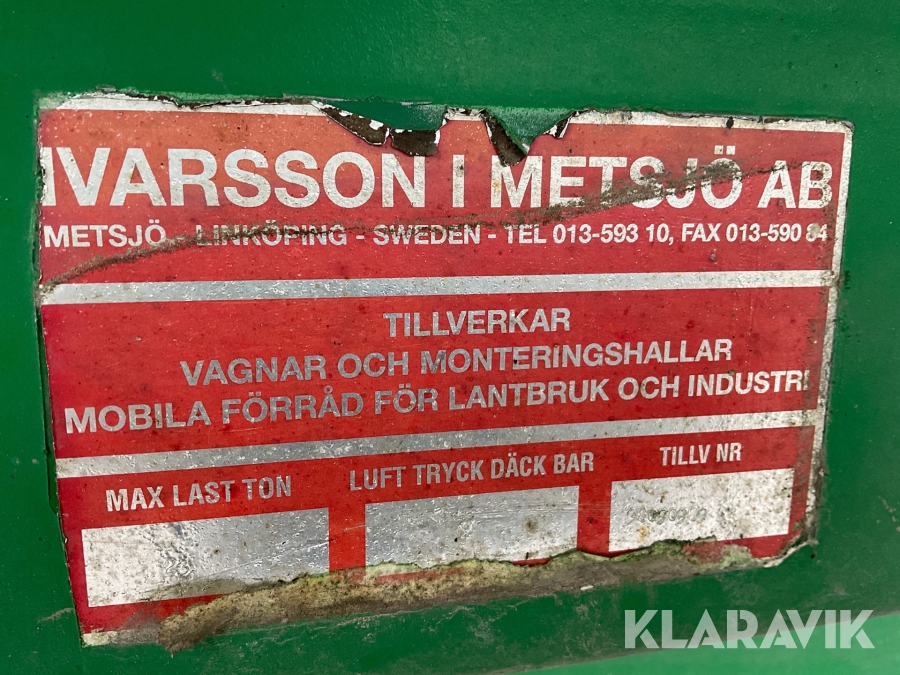 IVARSSON I METSJÖ AB
METSJÖ - LINKÖPING - SWEDEN - TEL 013-593 10, FAX 013-590 84
TILLVERKAR
VAGNAR OCH MONTERINGSHALLAR
MOBILA FÖRRÅD FÖR LANTBRUK OCH INDUSTRI
MAX LAST TON
LUFT TRYCK DÄCK BAR
TILLV NR
KLARAVIK